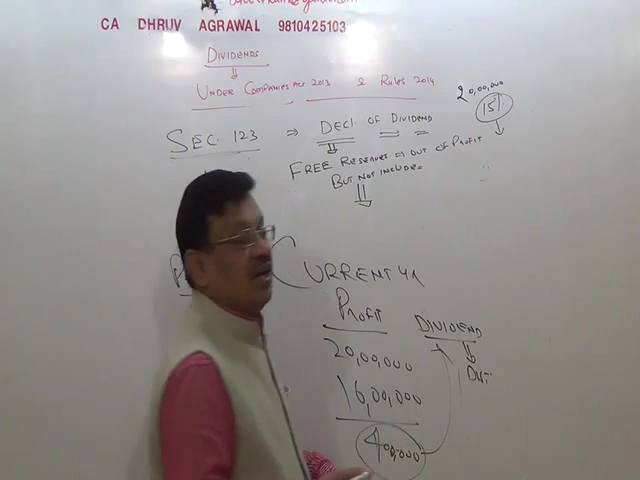 CA DHRUV AGRAWAL 9810425103
DIVIDENDS
UNDER COMPANIES ACT 2013 & RULES 2014
20,00,000
15%
SEC. 123 ⇒ DECL OF DIVIDEND
FREE RESERVES ⇒ OUT OF PROFIT
BUT NOT INCLUDE
CURRENT YR
PROFIT
DIVIDEND
20,00,000
16,00,000
400,000